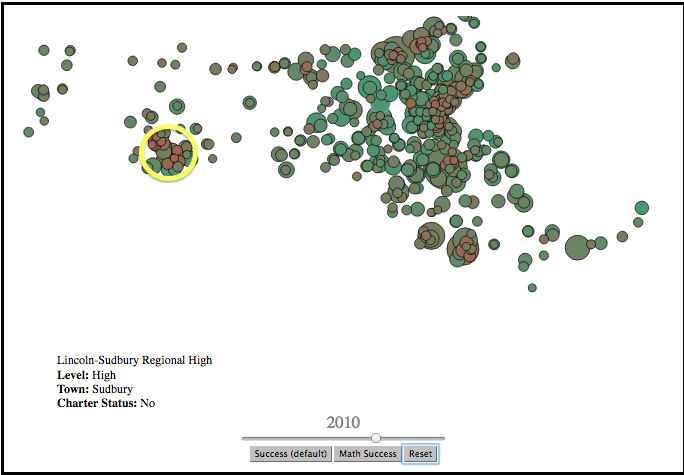 Lincoln-Sudbury Regional High
Level: High
Town: Sudbury
Charter Status: No
2010
Success (default) Math Success Reset